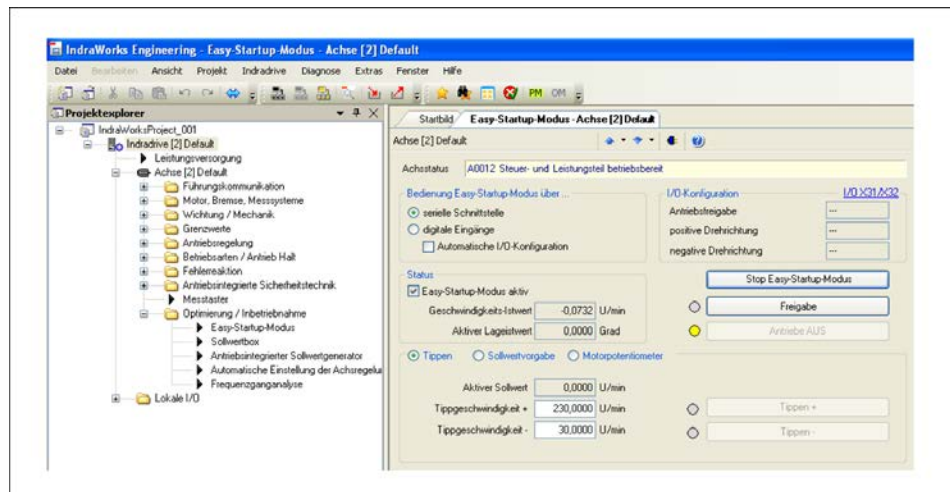 IndraWorks Engineering - Easy-Startup-Modus - Achse [2] Default
Datei Bearbeiten Ansicht Projekt Indradrive Diagnose Extras Fenster Hilfe
PM OM
Projektexplorer
IndraWorksProject_001
Indradrive [2] Default
Leistungsversorgung
Achse [2] Default
Führungskommunikation
Motor, Bremse, Messsysteme
Wichtung / Mechanik
Grenzwerte
Antriebsregelung
Betriebsarten / Antrieb Halt
Fehlerreaktion
Antriebsintegrierte Sicherheitstechnik
Messtaster
Optimierung / Inbetriebnahme
Easy-Startup-Modus
Sollwertbox
Antriebsintegrierter Sollwertgenerator
Automatische Einstellung der Achsregelu
Frequenzganganalyse
Lokale I/O
Startbild Easy-Startup-Modus - Achse [2] Default
Achse [2] Default
Achsstatus A0012 Steuer- und Leistungsteil betriebsbereit
Bedienung Easy-Startup-Modus über ...
serielle Schnittstelle
digitale Eingänge
Automatische I/O-Konfiguration
I/O-Konfiguration I/O X31/X32
Antriebsfreigabe ---
positive Drehrichtung ---
negative Drehrichtung ---
Status
Easy-Startup-Modus aktiv
Geschwindigkeits-Istwert -0,0732 U/min
Aktiver Lageistwert 0,0000 Grad
Stop Easy-Startup-Modus
Freigabe
Antriebe AUS
Tippen Sollwertvorgabe Motorpotentiometer
Aktiver Sollwert 0,0000 U/min
Tippgeschwindigkeit + 230,0000 U/min Tippen +
Tippgeschwindigkeit - 30,0000 U/min Tippen -